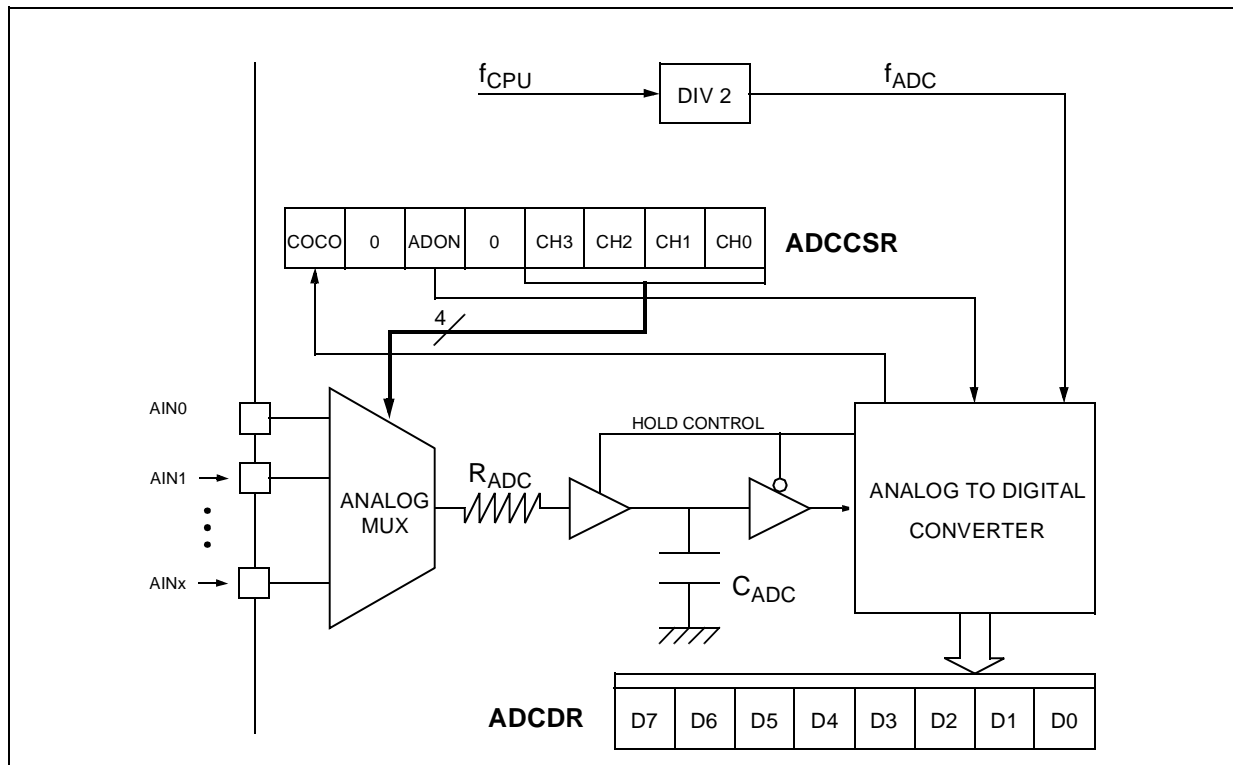 fCPU
DIV 2
fADC
COCO 0 ADON 0 CH3 CH2 CH1 CH0
ADCCSR
4
AIN0
HOLD CONTROL
AIN1
RADC
ANALOG
MUX
ANALOG TO DIGITAL
CONVERTER
AINx
CADC
ADCDR
D7 D6 D5 D4 D3 D2 D1 D0